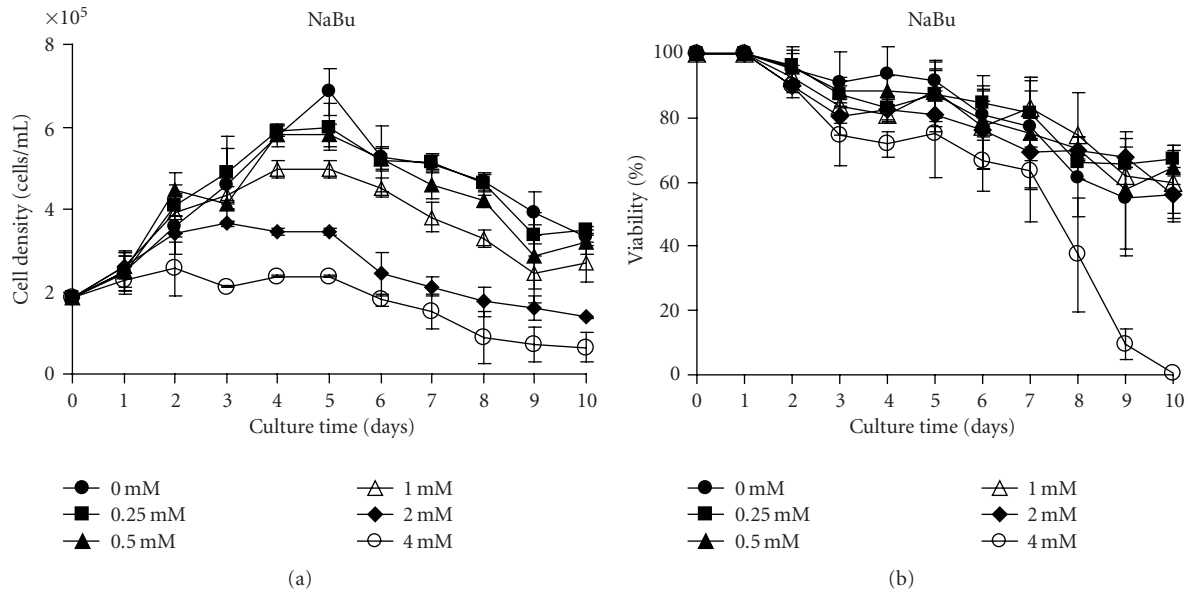 ×10⁵
NaBu
8
6
4
2
0
Cell density (cells/mL)
0 1 2 3 4 5 6 7 8 9 10
Culture time (days)
0 mM
0.25 mM
0.5 mM
1 mM
2 mM
4 mM
(a)
NaBu
100
80
60
40
20
0
Viability (%)
0 1 2 3 4 5 6 7 8 9 10
Culture time (days)
0 mM
0.25 mM
0.5 mM
1 mM
2 mM
4 mM
(b)